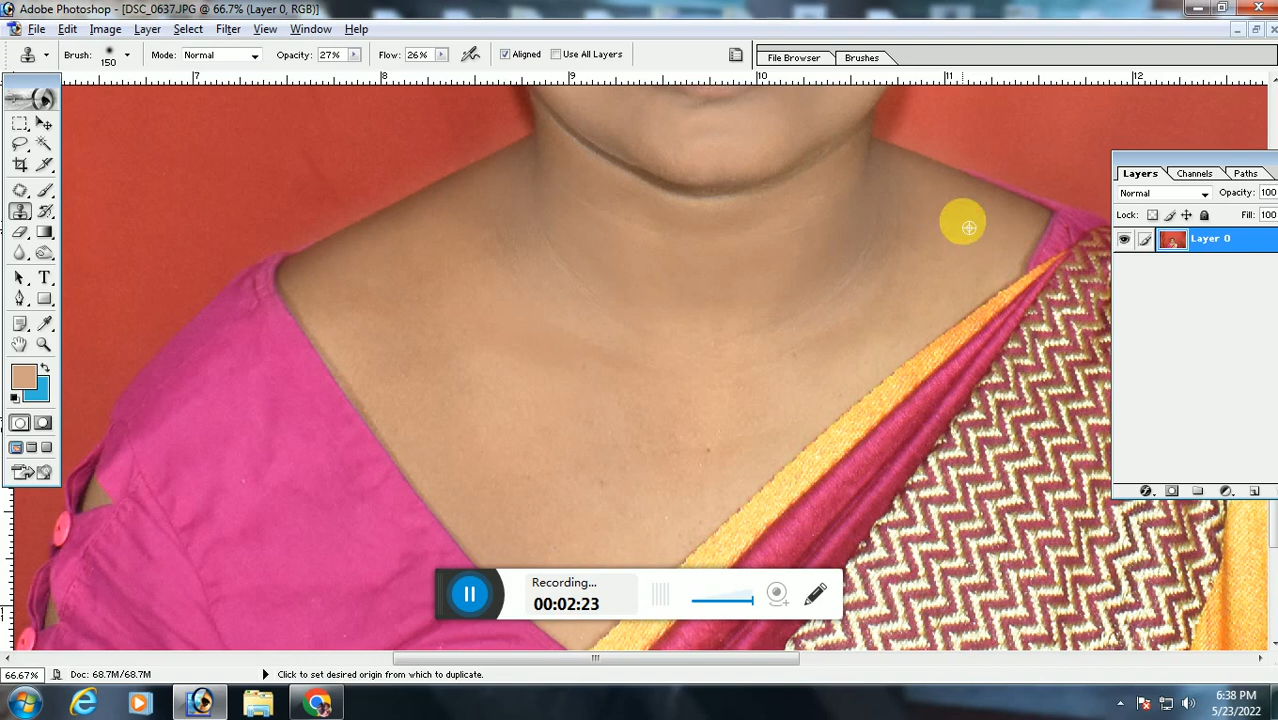 Adobe Photoshop - [DSC_0637.JPG @ 66.7% (Layer 0, RGB)]
File Edit Image Layer Select Filter View Window Help
Brush: 150 Mode: Normal Opacity: 27% Flow: 26% Aligned Use All Layers File Browser Brushes
7 8 9 10 11 12
Layers Channels Paths
Normal Opacity: 100
Lock: Fill: 100
Layer 0
T
Recording...
00:02:23
66.67% Doc: 68.7M/68.7M Click to set desired origin from which to duplicate.
6:38 PM
5/23/2022